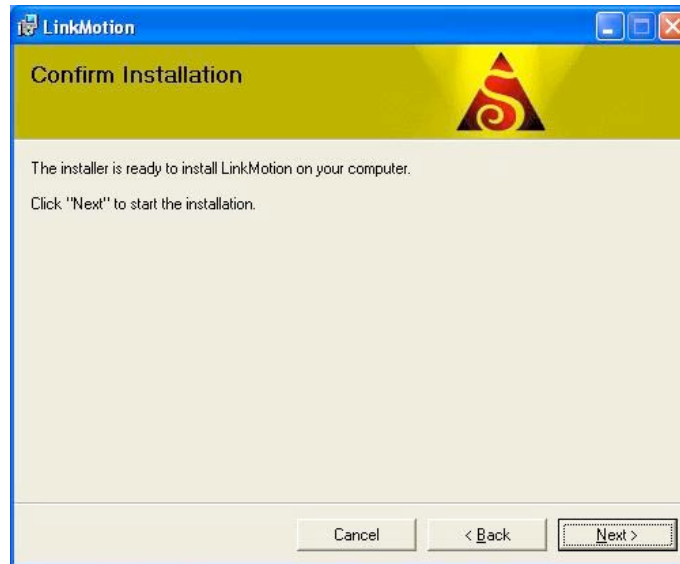 LinkMotion
Confirm Installation
The installer is ready to install LinkMotion on your computer.
Click "Next" to start the installation.
Cancel
< Back
Next >